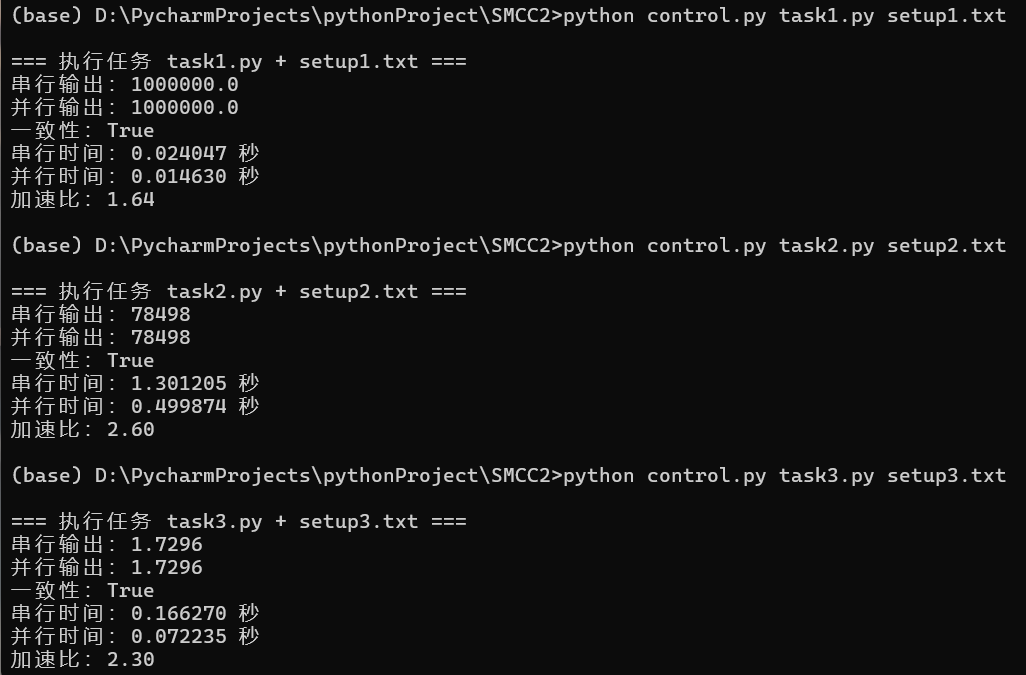 (base) D:\PycharmProjects\pythonProject\SMCC2>python control.py task1.py setup1.txt
=== 执行任务 task1.py + setup1.txt ===
串行输出: 1000000.0
并行输出: 1000000.0
一致性: True
串行时间: 0.024047 秒
并行时间: 0.014630 秒
加速比: 1.64
(base) D:\PycharmProjects\pythonProject\SMCC2>python control.py task2.py setup2.txt
=== 执行任务 task2.py + setup2.txt ===
串行输出: 78498
并行输出: 78498
一致性: True
串行时间: 1.301205 秒
并行时间: 0.499874 秒
加速比: 2.60
(base) D:\PycharmProjects\pythonProject\SMCC2>python control.py task3.py setup3.txt
=== 执行任务 task3.py + setup3.txt ===
串行输出: 1.7296
并行输出: 1.7296
一致性: True
串行时间: 0.166270 秒
并行时间: 0.072235 秒
加速比: 2.30